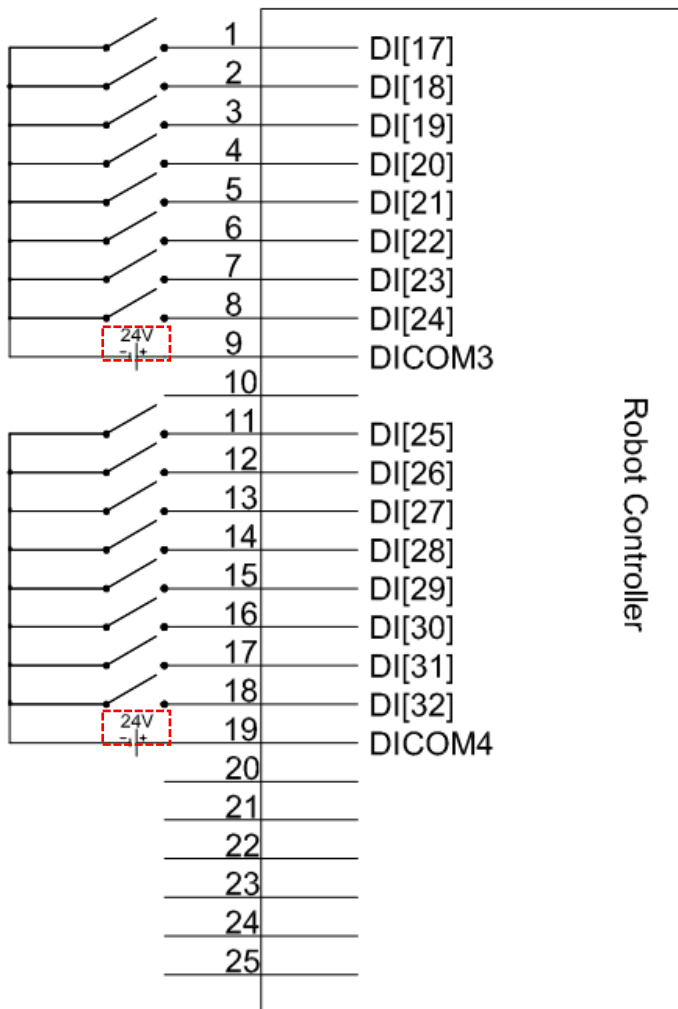 1 DI[17]
2 DI[18]
3 DI[19]
4 DI[20]
5 DI[21]
6 DI[22]
7 DI[23]
8 DI[24]
24V
- +
9 DICOM3
10
11 DI[25]
12 DI[26]
13 DI[27]
14 DI[28]
15 DI[29]
16 DI[30]
17 DI[31]
18 DI[32]
24V
- +
19 DICOM4
20
21
22
23
24
25
Robot Controller